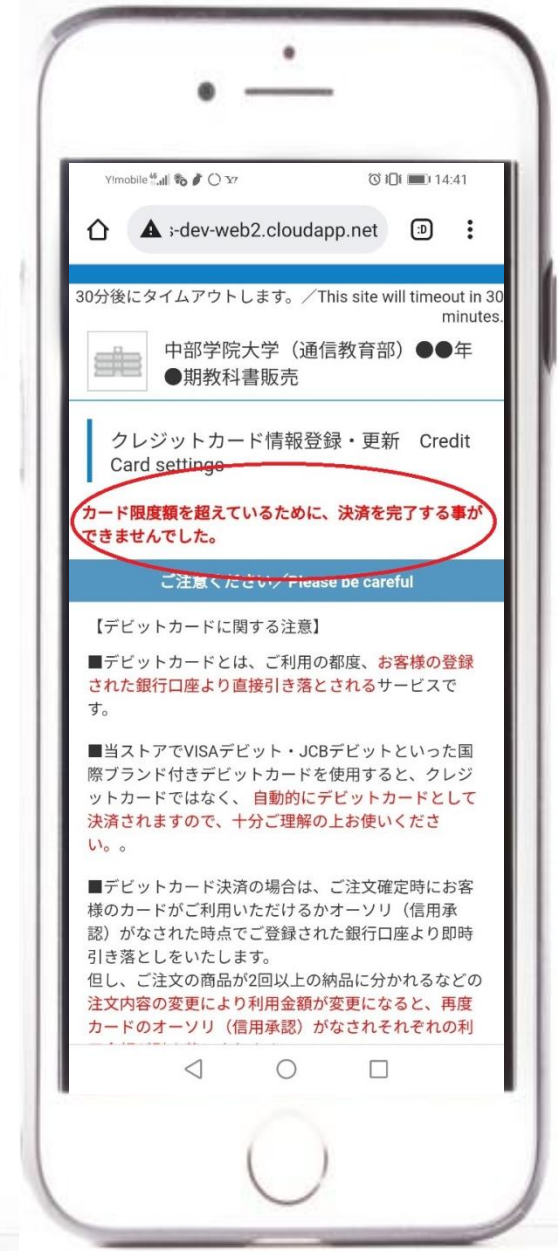 Y!mobile 14:41
s-dev-web2.cloudapp.net :D
30分後にタイムアウトします。／This site will timeout in 30
minutes.
中部学院大学（通信教育部）●●年
●期教科書販売
クレジットカード情報登録・更新 Credit
Card settings
カード限度額を超えているために、決済を完了する事が
できませんでした。
ご注意ください／Please be careful
【デビットカードに関する注意】
■デビットカードとは、ご利用の都度、お客様の登録
された銀行口座より直接引き落とされるサービスで
す。
■当ストアでVISAデビット・JCBデビットといった国
際ブランド付きデビットカードを使用すると、クレジ
ットカードではなく、 自動的にデビットカードとして
決済されますので、十分ご理解の上お使いくださ
い。。
■デビットカード決済の場合は、ご注文確定時にお客
様のカードがご利用いただけるかオーソリ（信用承
認）がなされた時点でご登録された銀行口座より即時
引き落としをいたします。
但し、ご注文の商品が2回以上の納品に分かれるなどの
注文内容の変更により利用金額が変更になると、再度
カードのオーソリ（信用承認）がなされそれぞれの利